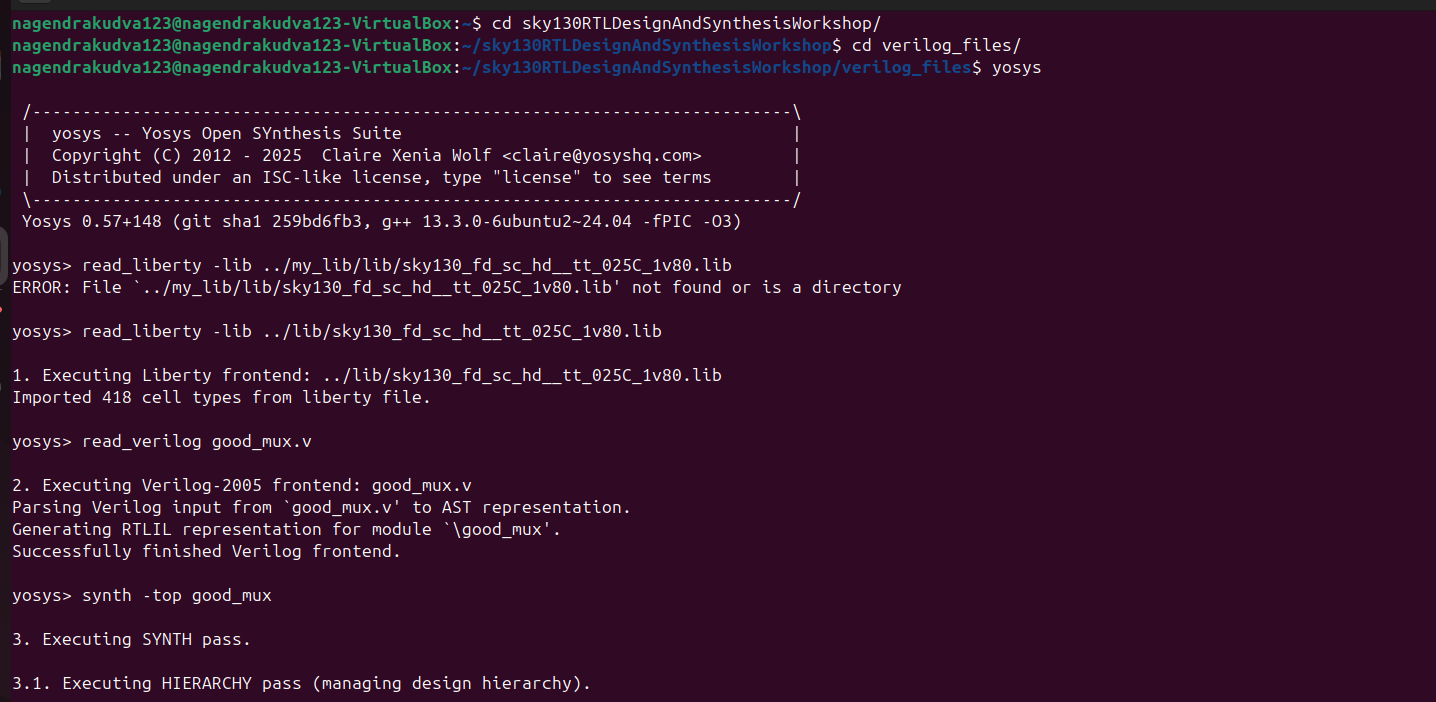 nagendrakudva123@nagendrakudva123-VirtualBox:~$ cd sky130RTLDesignAndSynthesisWorkshop/
nagendrakudva123@nagendrakudva123-VirtualBox:~/sky130RTLDesignAndSynthesisWorkshop$ cd verilog_files/
nagendrakudva123@nagendrakudva123-VirtualBox:~/sky130RTLDesignAndSynthesisWorkshop/verilog_files$ yosys
/----------------------------------------------------------------------------\
|  yosys -- Yosys Open SYnthesis Suite                                       |
|  Copyright (C) 2012 - 2025  Claire Xenia Wolf <claire@yosyshq.com>         |
|  Distributed under an ISC-like license, type "license" to see terms        |
\----------------------------------------------------------------------------/
Yosys 0.57+148 (git sha1 259bd6fb3, g++ 13.3.0-6ubuntu2~24.04 -fPIC -O3)
yosys> read_liberty -lib ../my_lib/lib/sky130_fd_sc_hd__tt_025C_1v80.lib
ERROR: File `../my_lib/lib/sky130_fd_sc_hd__tt_025C_1v80.lib' not found or is a directory
yosys> read_liberty -lib ../lib/sky130_fd_sc_hd__tt_025C_1v80.lib
1. Executing Liberty frontend: ../lib/sky130_fd_sc_hd__tt_025C_1v80.lib
Imported 418 cell types from liberty file.
yosys> read_verilog good_mux.v
2. Executing Verilog-2005 frontend: good_mux.v
Parsing Verilog input from `good_mux.v' to AST representation.
Generating RTLIL representation for module `\good_mux'.
Successfully finished Verilog frontend.
yosys> synth -top good_mux
3. Executing SYNTH pass.
3.1. Executing HIERARCHY pass (managing design hierarchy).